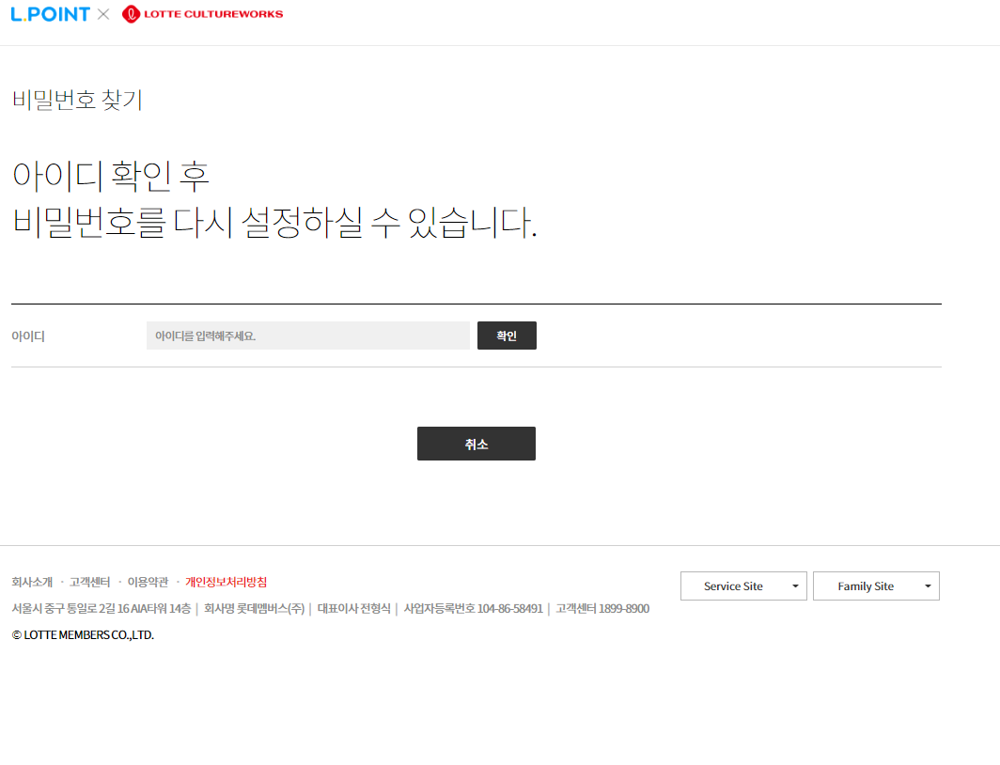 L.POINT × LOTTE CULTUREWORKS
비밀번호 찾기
아이디 확인 후
비밀번호를 다시 설정하실 수 있습니다.
아이디 아이디를 입력해주세요. 확인
취소
회사소개 · 고객센터 · 이용약관 · 개인정보처리방침
Service Site Family Site
서울시 중구 통일로 2길 16 AIA타워 14층 | 회사명 롯데멤버스(주) | 대표이사 전형식 | 사업자등록번호 104-86-58491 | 고객센터 1899-8900
© LOTTE MEMBERS CO.,LTD.